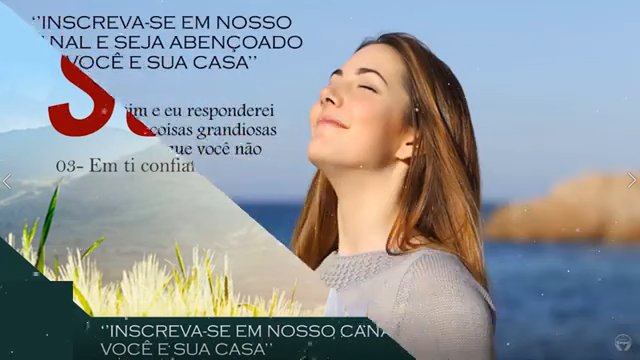 ‘’INSCREVA-SE EM NOSSO
NAL E SEJA ABENÇOADO
VOCÊ E SUA CASA’’
im e eu responderei
coisas grandiosas
que você não
03- Em ti confia
‘’INSCREVA-SE EM NOSSO CANA
VOCÊ E SUA CASA’’